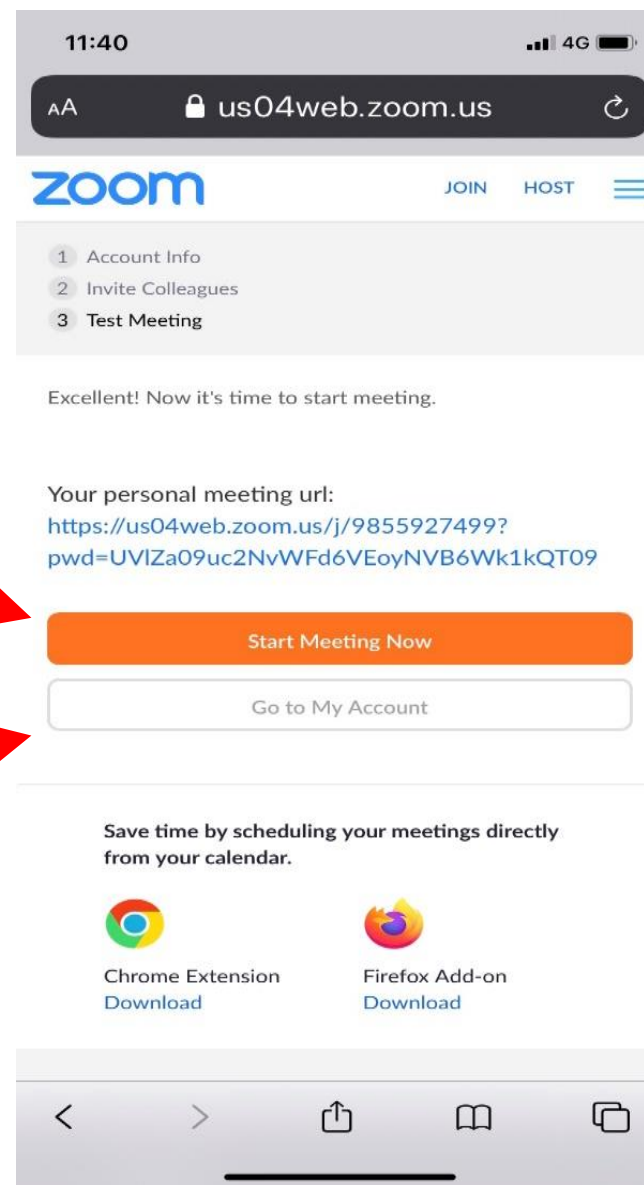 11:40 4G
AA us04web.zoom.us
zoom JOIN HOST
1 Account Info
2 Invite Colleagues
3 Test Meeting
Excellent! Now it's time to start meeting.
Your personal meeting url:
https://us04web.zoom.us/j/9855927499?
pwd=UVlZa09uc2NvWFd6VEoyNVB6Wk1kQT09
Start Meeting Now
Go to My Account
Save time by scheduling your meetings directly
from your calendar.
Chrome Extension Firefox Add-on
Download Download